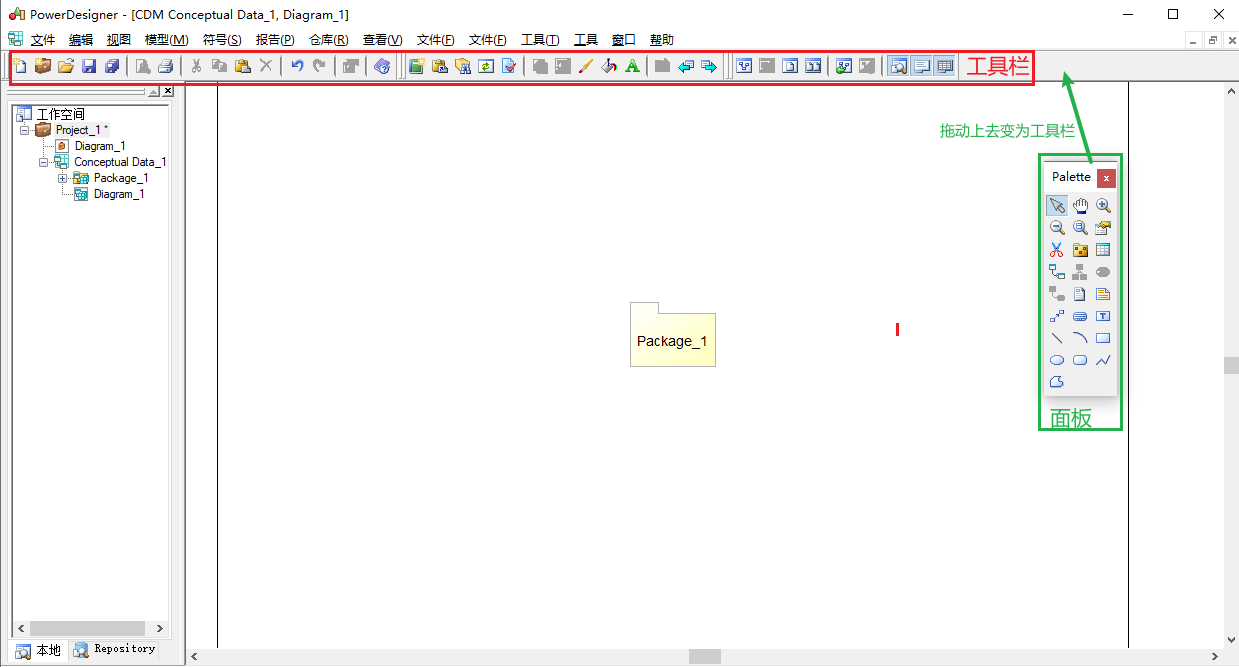 PowerDesigner - [CDM Conceptual Data_1, Diagram_1]
文件 编辑 视图 模型(M) 符号(S) 报告(P) 仓库(R) 查看(V) 文件(F) 文件(F) 工具(T) 工具 窗口 帮助
工具栏
工作空间
Project_1 *
Diagram_1
Conceptual Data_1
Package_1
Diagram_1
拖动上去变为工具栏
Palette
Package_1
面板
本地 Repository